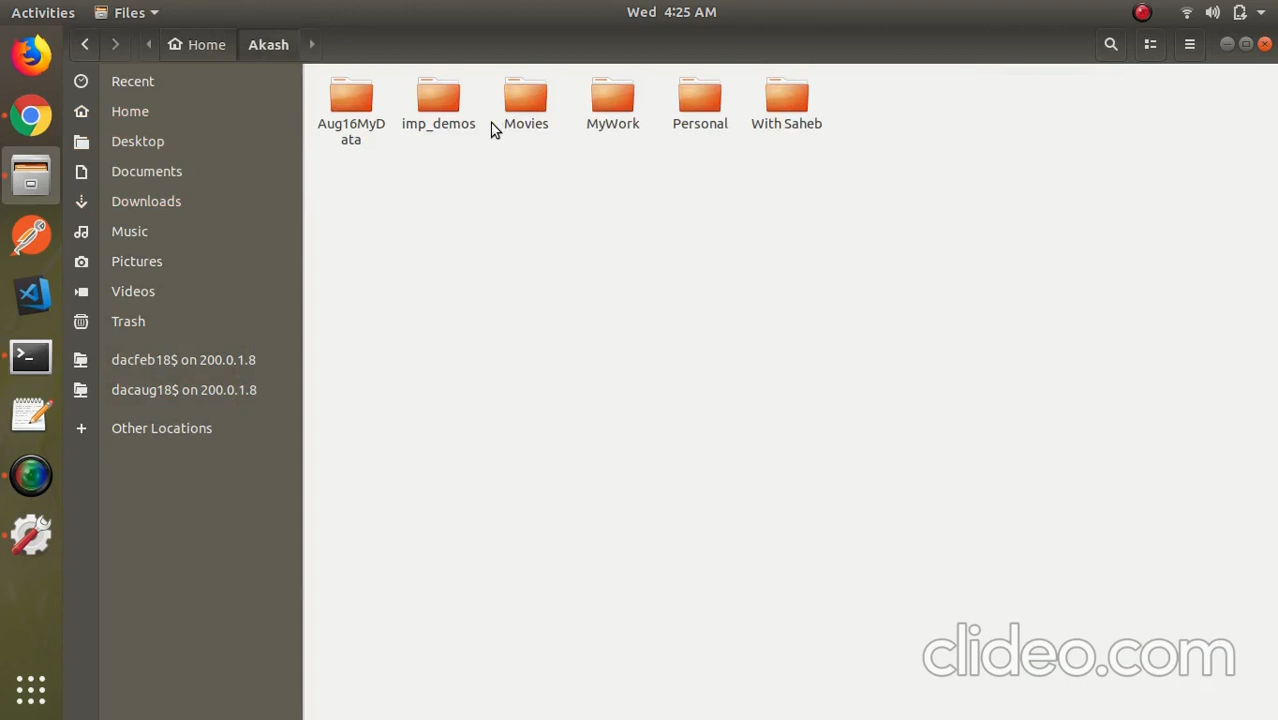 Activities Files Wed 4:25 AM
Home Akash
Recent
Home
Desktop
Documents
Downloads
Music
Pictures
Videos
Trash
dacfeb18$ on 200.0.1.8
dacaug18$ on 200.0.1.8
+ Other Locations
Aug16MyD
ata
imp_demos
Movies
MyWork
Personal
With Saheb
clideo.com